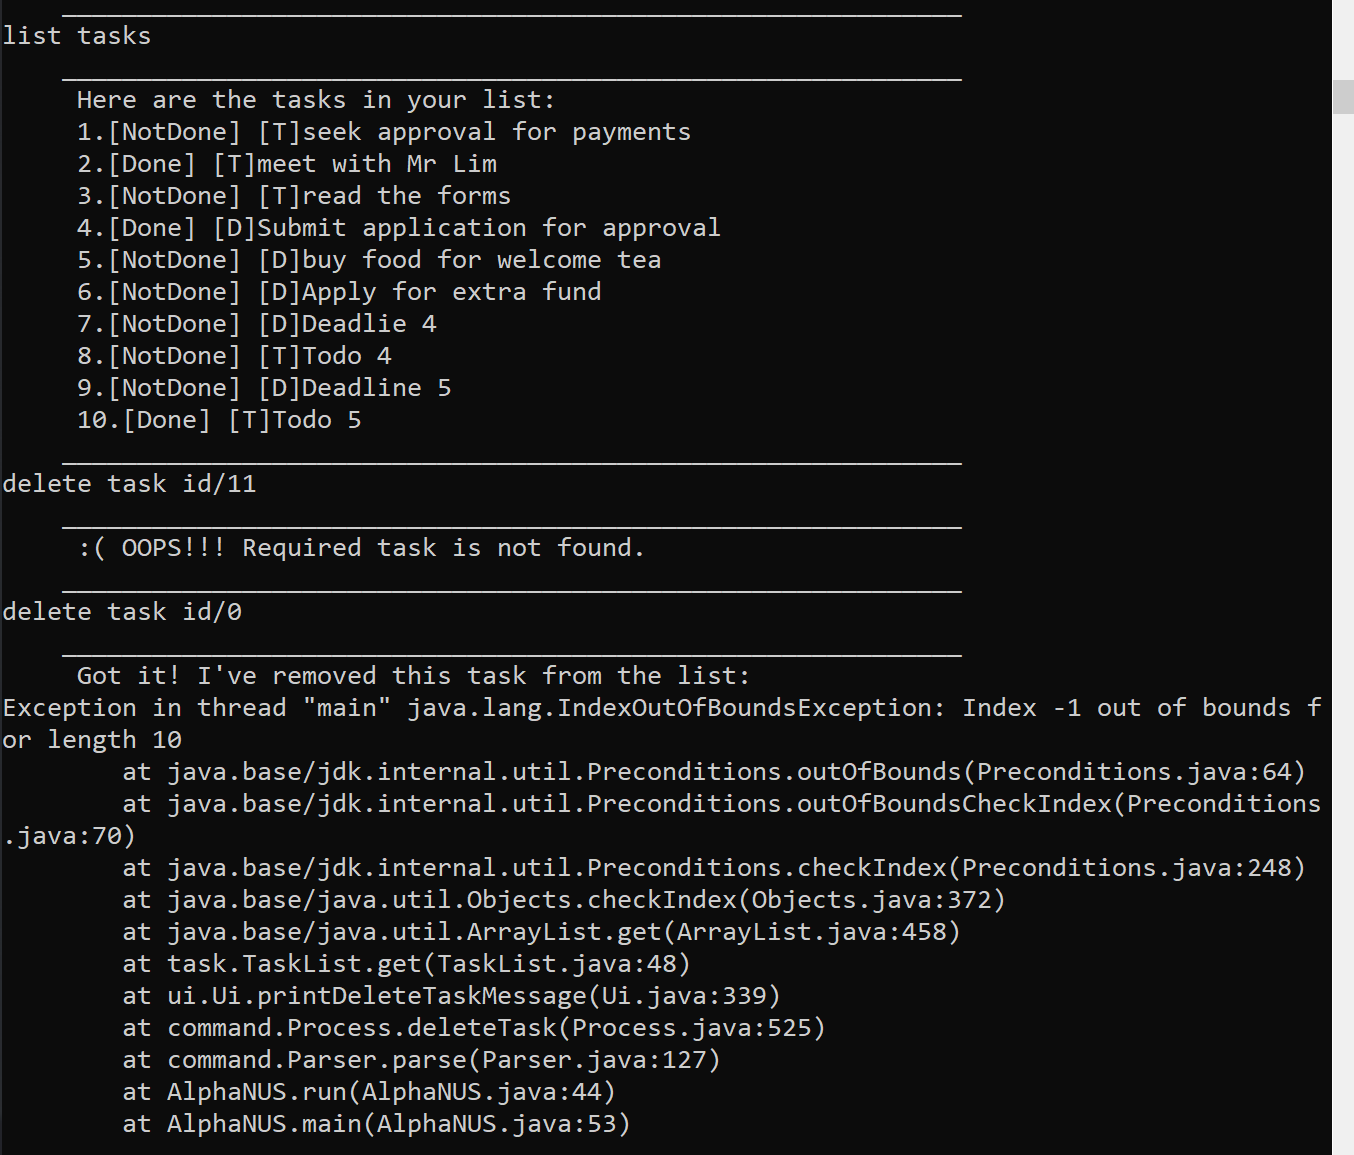 list tasks
Here are the tasks in your list:
1.[NotDone] [T]seek approval for payments
2.[Done] [T]meet with Mr Lim
3.[NotDone] [T]read the forms
4.[Done] [D]Submit application for approval
5.[NotDone] [D]buy food for welcome tea
6.[NotDone] [D]Apply for extra fund
7.[NotDone] [D]Deadlie 4
8.[NotDone] [T]Todo 4
9.[NotDone] [D]Deadline 5
10.[Done] [T]Todo 5
delete task id/11
:( OOPS!!! Required task is not found.
delete task id/0
Got it! I've removed this task from the list:
Exception in thread "main" java.lang.IndexOutOfBoundsException: Index -1 out of bounds f
or length 10
at java.base/jdk.internal.util.Preconditions.outOfBounds(Preconditions.java:64)
at java.base/jdk.internal.util.Preconditions.outOfBoundsCheckIndex(Preconditions
.java:70)
at java.base/jdk.internal.util.Preconditions.checkIndex(Preconditions.java:248)
at java.base/java.util.Objects.checkIndex(Objects.java:372)
at java.base/java.util.ArrayList.get(ArrayList.java:458)
at task.TaskList.get(TaskList.java:48)
at ui.Ui.printDeleteTaskMessage(Ui.java:339)
at command.Process.deleteTask(Process.java:525)
at command.Parser.parse(Parser.java:127)
at AlphaNUS.run(AlphaNUS.java:44)
at AlphaNUS.main(AlphaNUS.java:53)